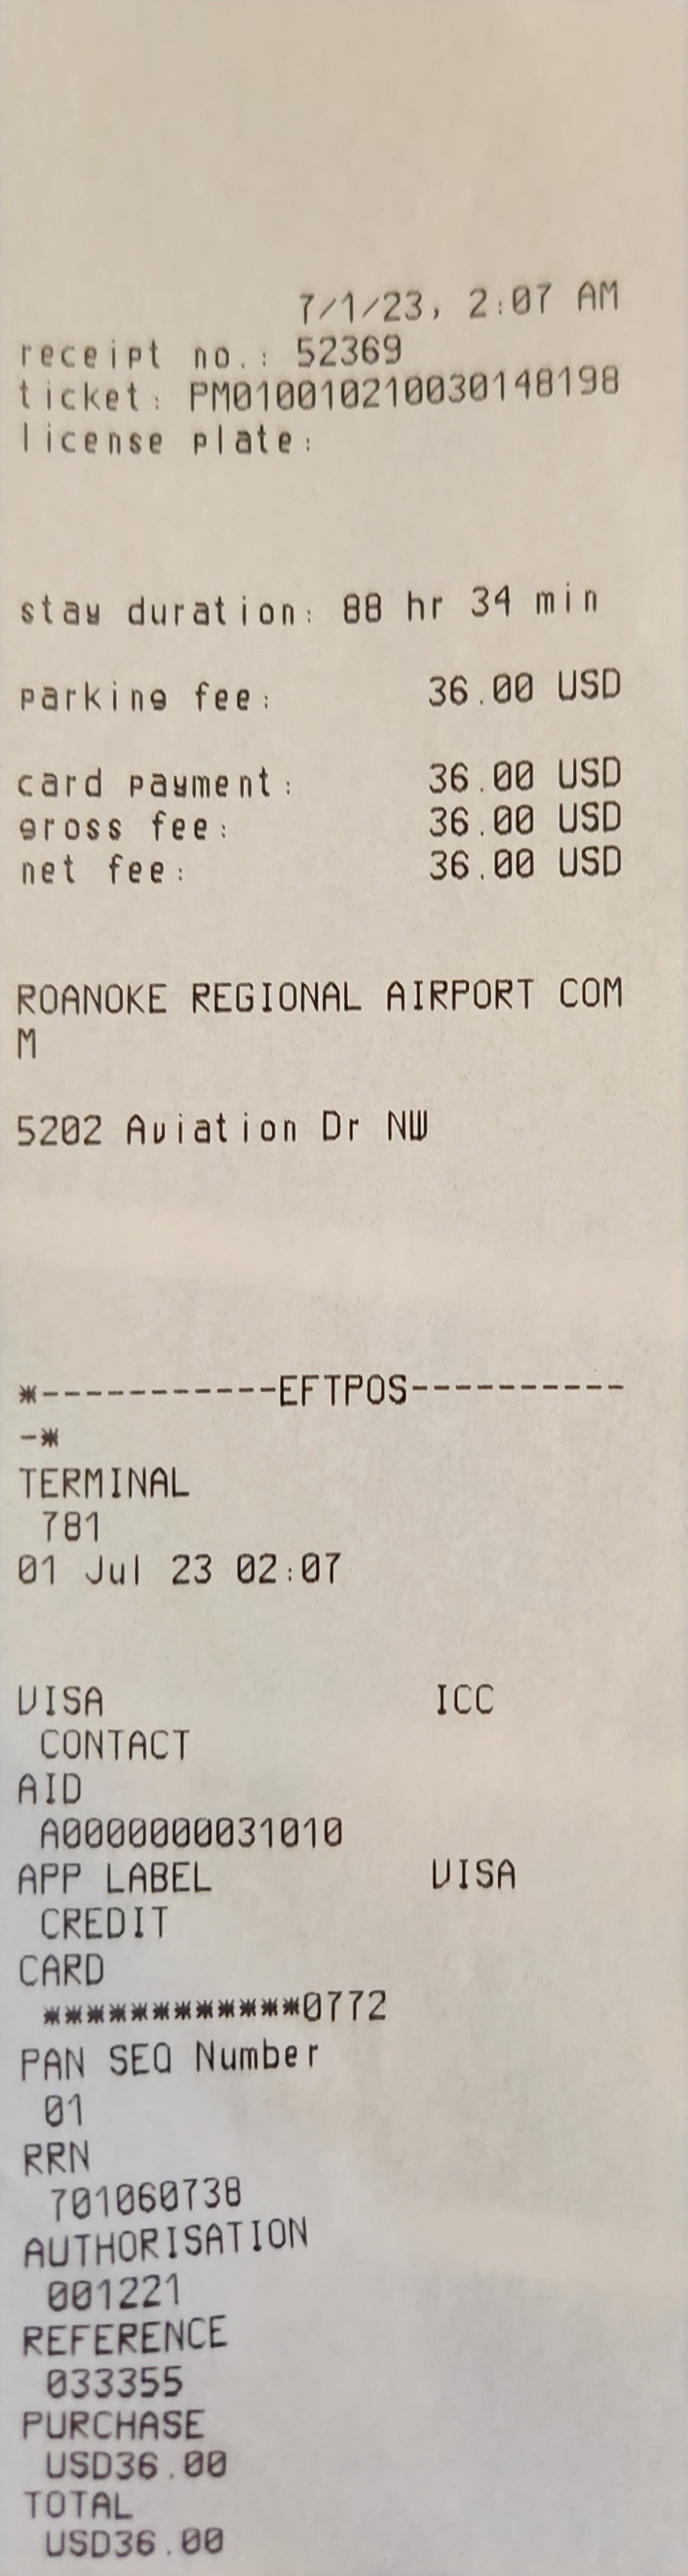 7/1/23, 2:07 AM
receipt no.: 52369
ticket: PM010010210030148198
license plate:
stay duration: 88 hr 34 min
parking fee: 36.00 USD
card payment: 36.00 USD
gross fee: 36.00 USD
net fee: 36.00 USD
ROANOKE REGIONAL AIRPORT COM
M
5202 Aviation Dr NW
*-----------EFTPOS----------
-*
TERMINAL
781
01 Jul 23 02:07
VISA ICC
CONTACT
AID
A0000000031010
APP LABEL VISA
CREDIT
CARD
************0772
PAN SEQ Number
01
RRN
701060738
AUTHORISATION
001221
REFERENCE
033355
PURCHASE
USD36.00
TOTAL
USD36.00